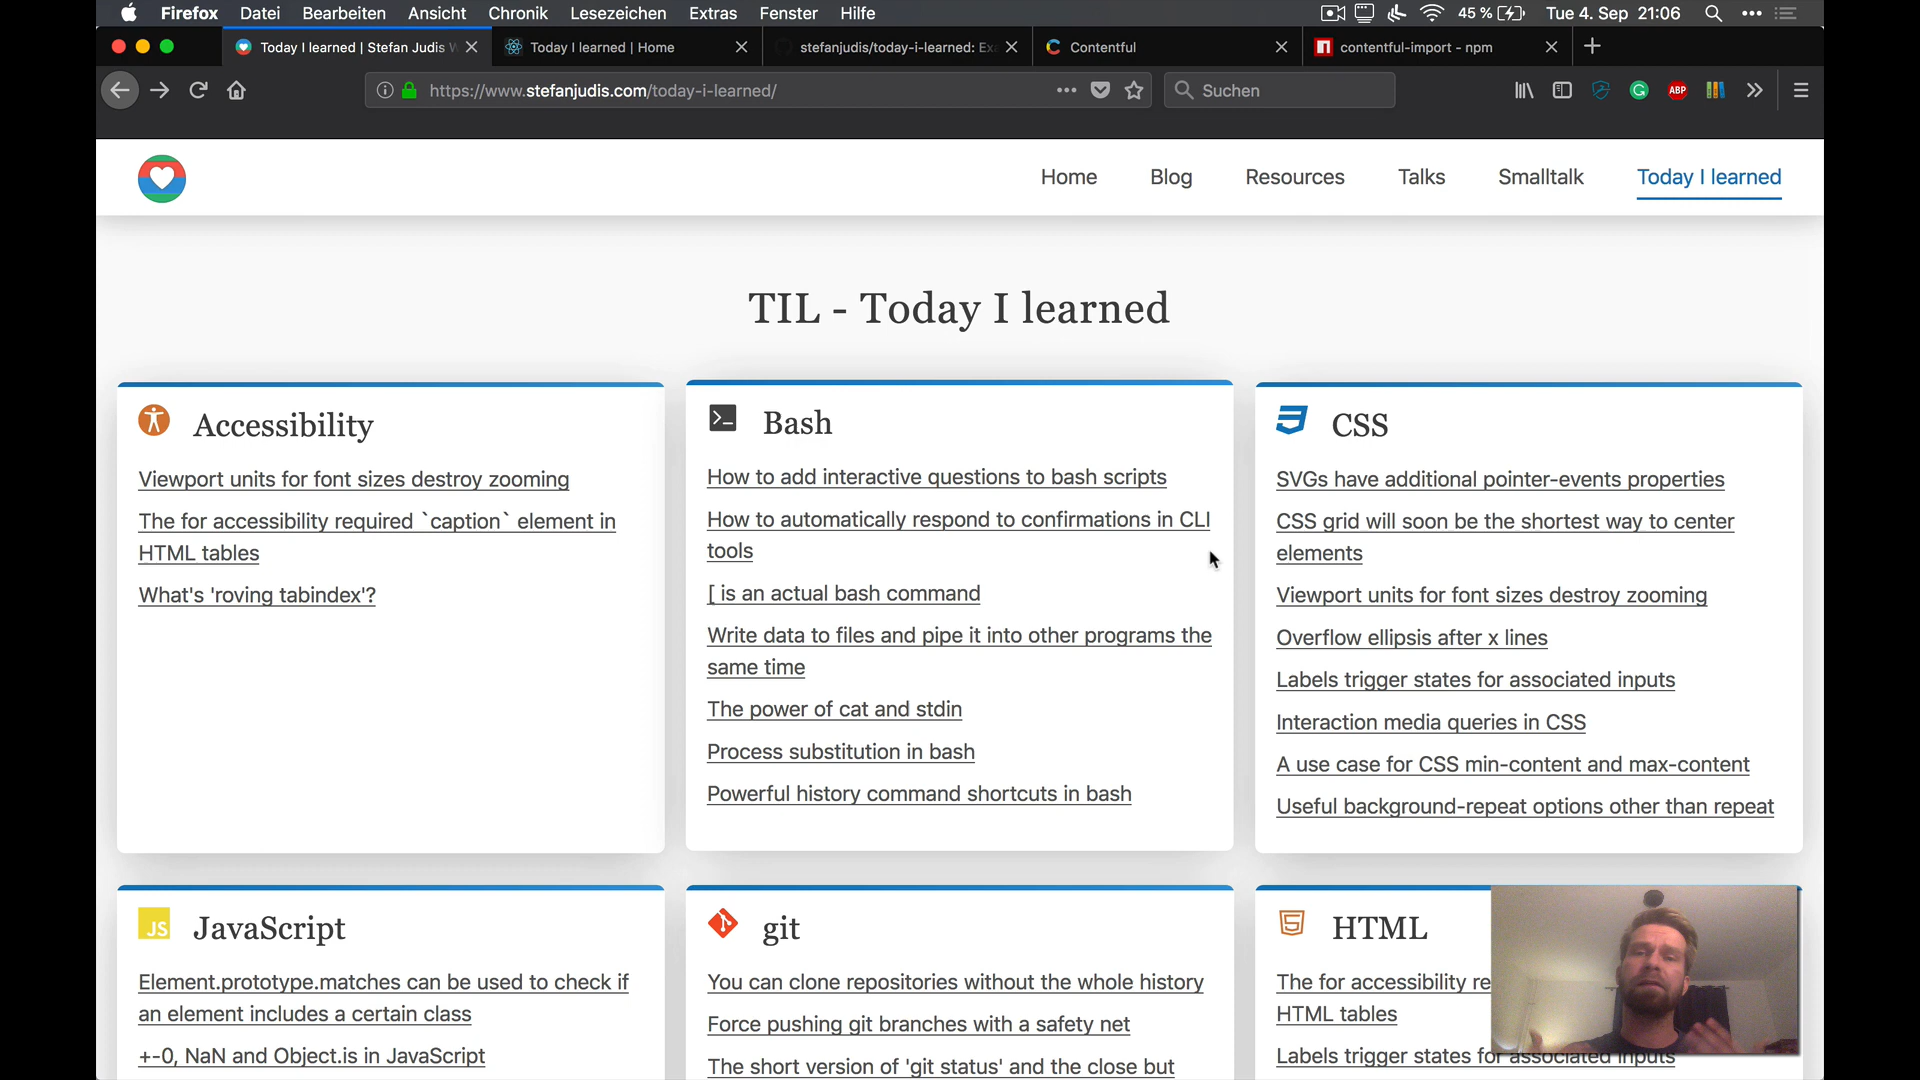 Firefox Datei Bearbeiten Ansicht Chronik Lesezeichen Extras Fenster Hilfe 45 % Tue 4. Sep 21:06
Today I learned | Stefan Judis W
Today I learned | Home
stefanjudis/today-i-learned: Exa
Contentful
contentful-import - npm
https://www.stefanjudis.com/today-i-learned/
Suchen
ABP
Home Blog Resources Talks Smalltalk Today I learned
TIL - Today I learned
Accessibility
Viewport units for font sizes destroy zooming
The for accessibility required `caption` element in
HTML tables
What's 'roving tabindex'?
Bash
How to add interactive questions to bash scripts
How to automatically respond to confirmations in CLI
tools
[ is an actual bash command
Write data to files and pipe it into other programs the
same time
The power of cat and stdin
Process substitution in bash
Powerful history command shortcuts in bash
CSS
SVGs have additional pointer-events properties
CSS grid will soon be the shortest way to center
elements
Viewport units for font sizes destroy zooming
Overflow ellipsis after x lines
Labels trigger states for associated inputs
Interaction media queries in CSS
A use case for CSS min-content and max-content
Useful background-repeat options other than repeat
JS
JavaScript
Element.prototype.matches can be used to check if
an element includes a certain class
+-0, NaN and Object.is in JavaScript
git
You can clone repositories without the whole history
Force pushing git branches with a safety net
The short version of 'git status' and the close but
HTML
The for accessibility re
HTML tables
Labels trigger states for associated inputs